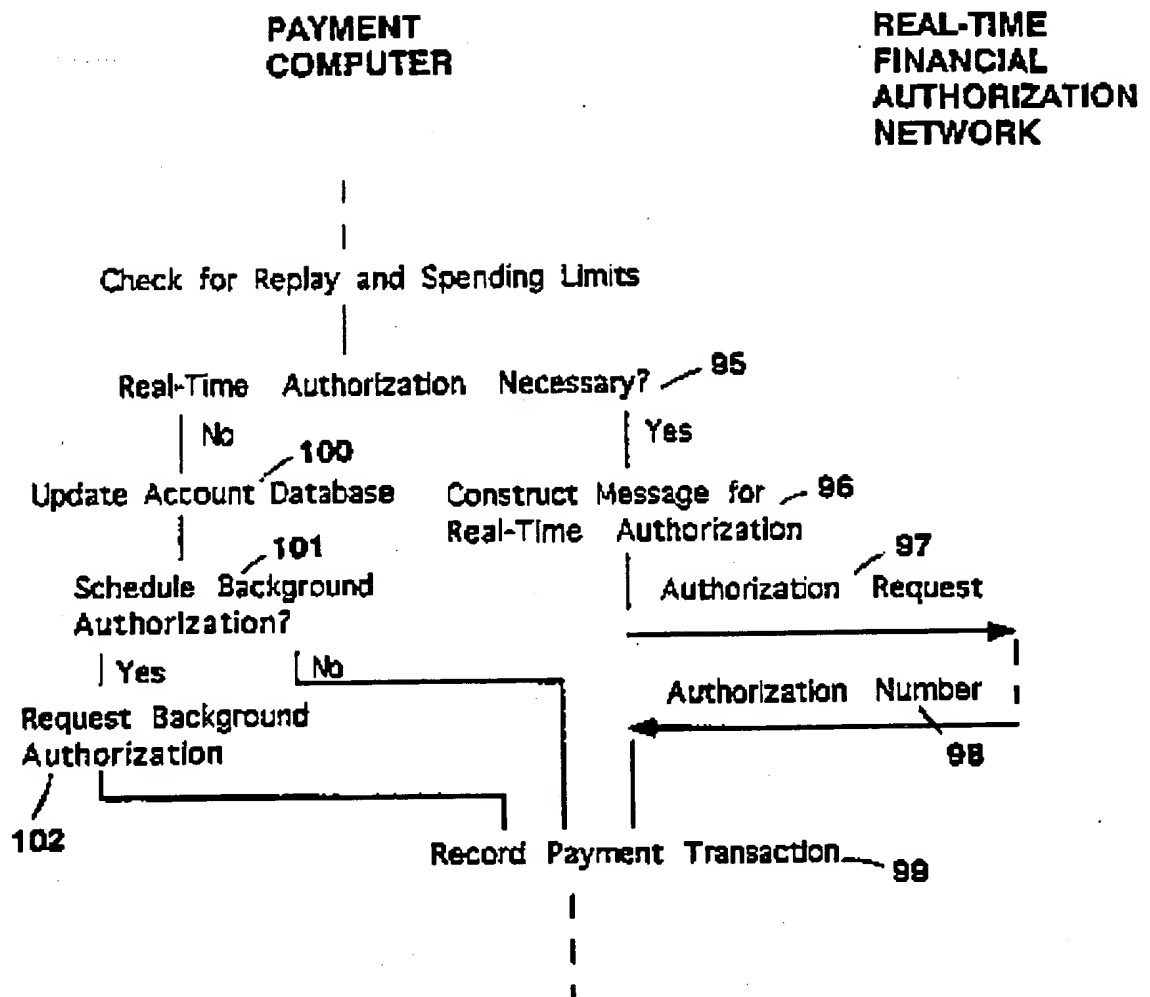 PAYMENT
COMPUTER
REAL-TIME
FINANCIAL
AUTHORIZATION
NETWORK
Check for Replay and Spending Limits
Real-Time Authorization Necessary? 95
No
Yes
100
Update Account Database
Construct Message for 96
Real-Time Authorization
101
97
Schedule Background
Authorization?
Authorization Request
Yes
No
Authorization Number
Request Background
Authorization
98
102
Record Payment Transaction 99